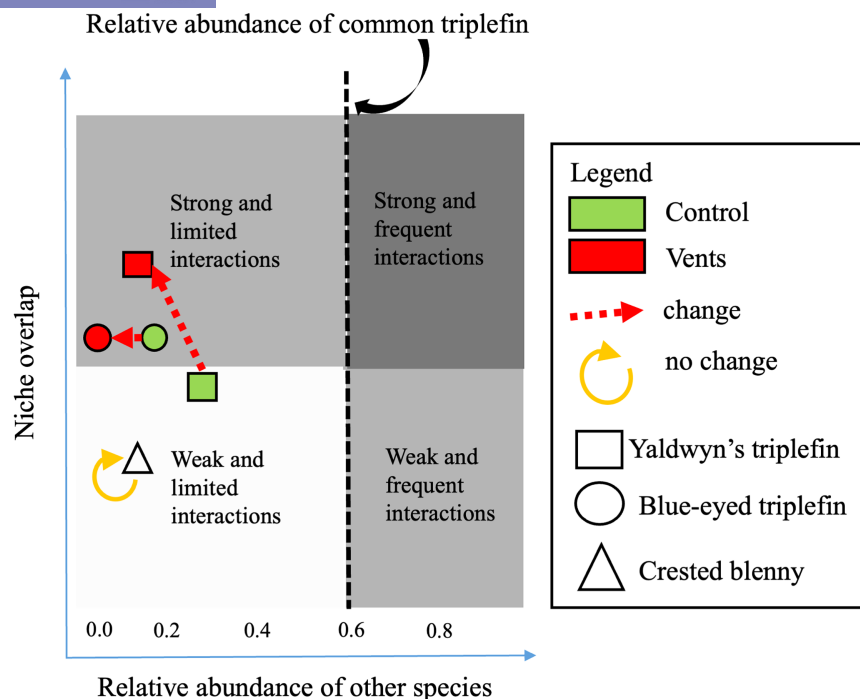 Relative abundance of common triplefin
Niche overlap
Strong and
limited
interactions
Strong and
frequent
interactions
Weak and
limited
interactions
Weak and
frequent
interactions
0.0 0.2 0.4 0.6 0.8
Relative abundance of other species
Legend
Control
Vents
change
no change
Yaldwyn's triplefin
Blue-eyed triplefin
Crested blenny